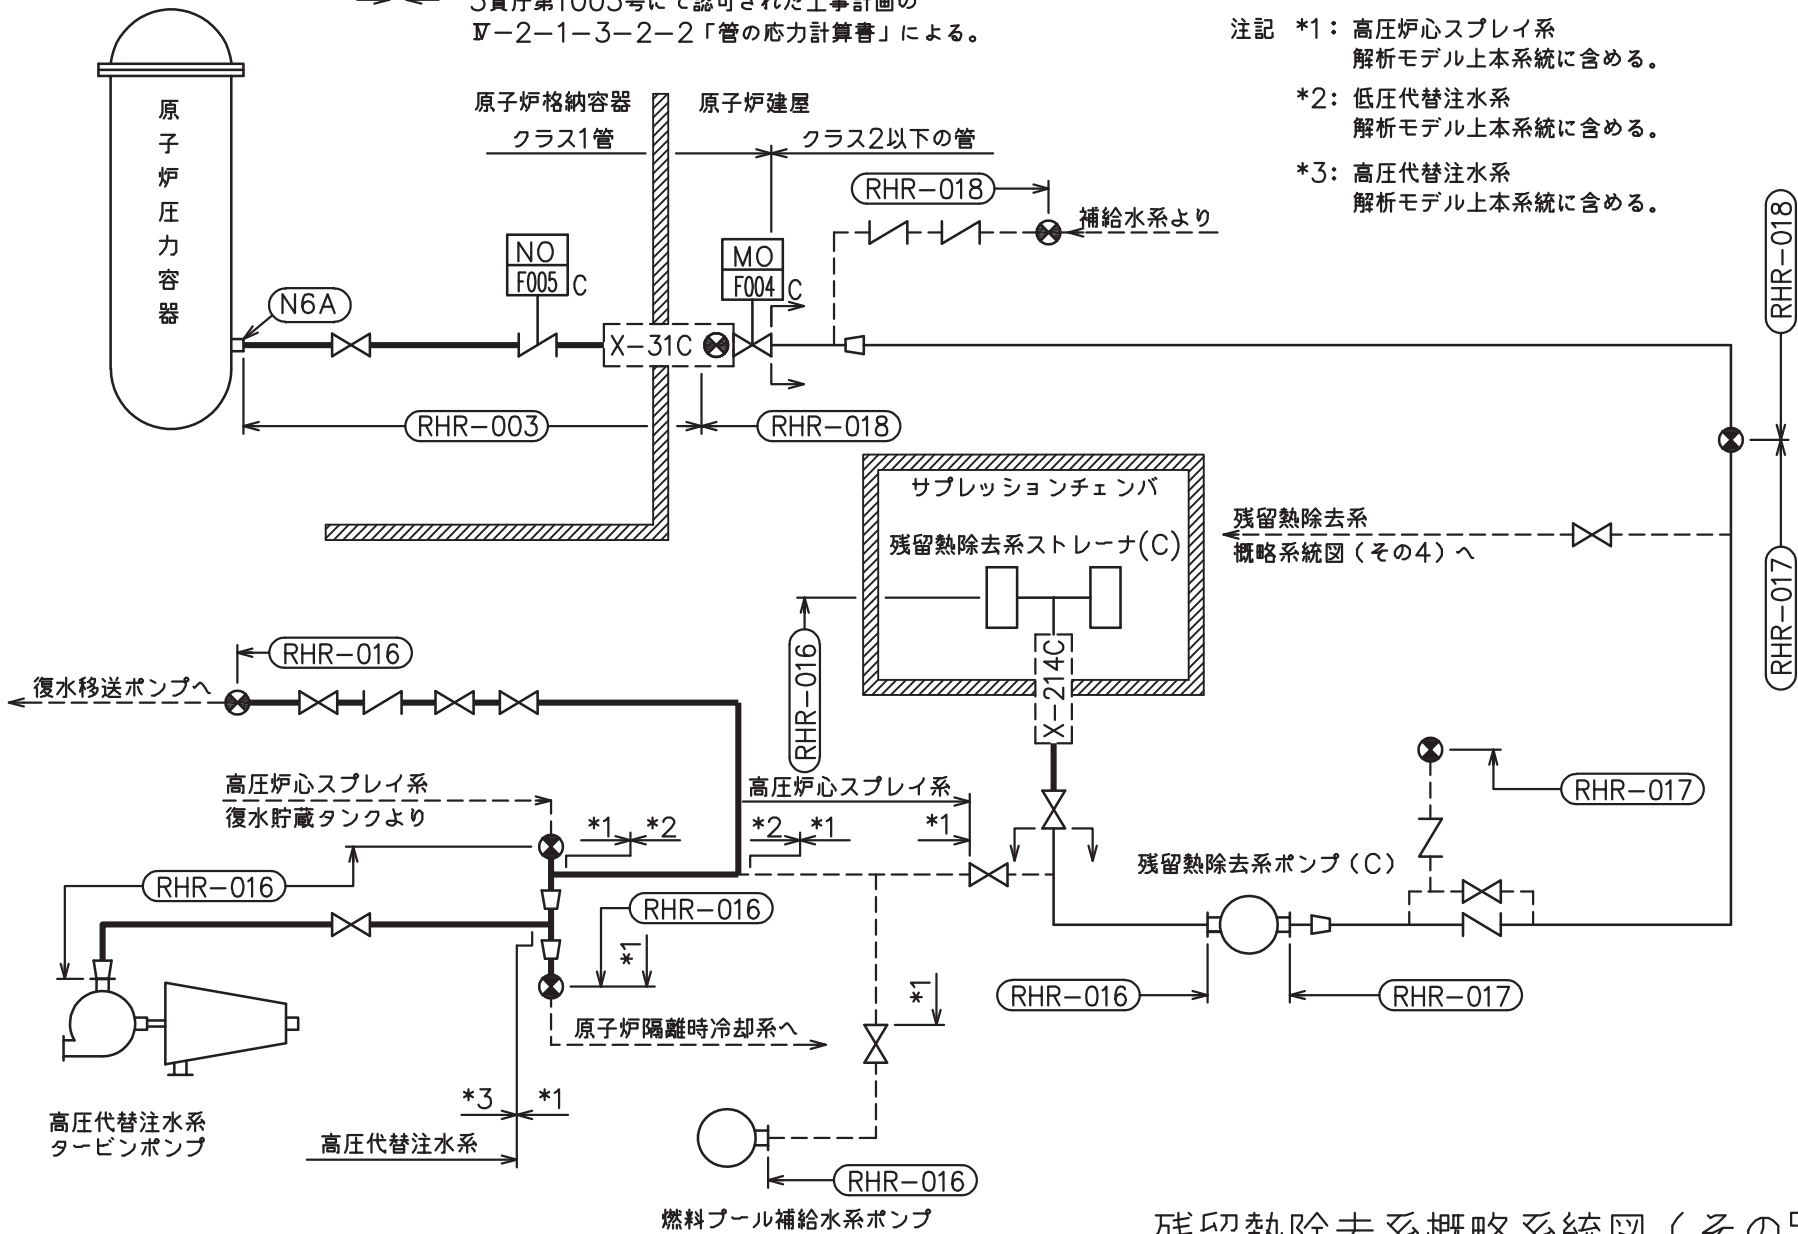 3資庁第1003号にて認可された工事計画の
Ⅳ－2－1－3－2－2「管の応力計算書」による。
注記 *1：高圧炉心スプレイ系
解析モデル上本系統に含める。
*2：低圧代替注水系
解析モデル上本系統に含める。
*3：高圧代替注水系
解析モデル上本系統に含める。
原子炉圧力容器
原子炉格納容器
原子炉建屋
クラス1管
クラス2以下の管
RHR－018
補給水系より
RHR－018
NO
F005 C
MO
F004 C
N6A
X－31C
RHR－003
RHR－018
サプレッションチェンバ
残留熱除去系ストレーナ(C)
残留熱除去系
概略系統図（その4）へ
RHR－017
RHR－016
X－214C
RHR－016
復水移送ポンプへ
高圧炉心スプレイ系
復水貯蔵タンクより
高圧炉心スプレイ系
*1 *2
*2 *1
*1
RHR－017
残留熱除去系ポンプ（C）
RHR－016
RHR－016
*1
RHR－016
RHR－017
*1
原子炉隔離時冷却系へ
*3 *1
高圧代替注水系
タービンポンプ
高圧代替注水系
RHR－016
燃料プール補給水系ポンプ
残留熱除去系概略系統図（その